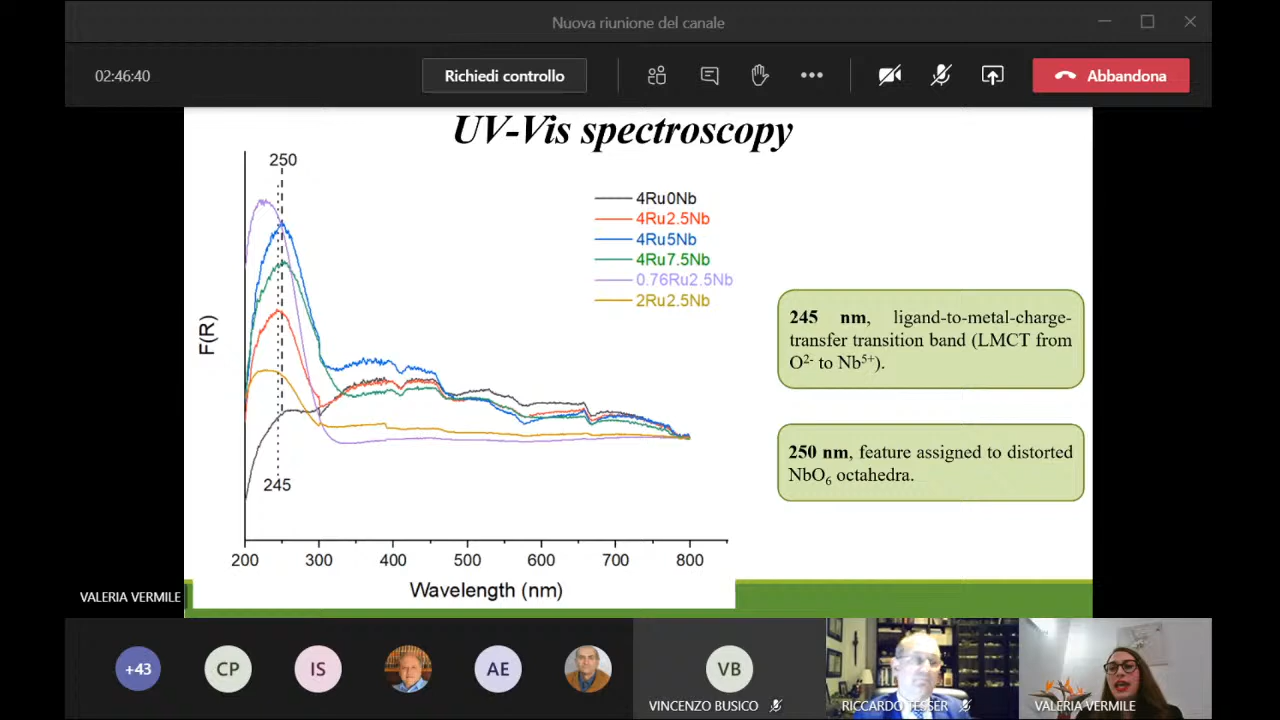 Nuova riunione del canale
02:46:40
Richiedi controllo
Abbandona
UV-Vis spectroscopy
250
4Ru0Nb
4Ru2.5Nb
4Ru5Nb
4Ru7.5Nb
0.76Ru2.5Nb
2Ru2.5Nb
F(R)
245
200 300 400 500 600 700 800
Wavelength (nm)
245 nm, ligand-to-metal-charge-
transfer transition band (LMCT from
O²⁻ to Nb⁵⁺).
250 nm, feature assigned to distorted
NbO₆ octahedra.
VALERIA VERMILE
+43
CP
IS
AE
VB
VINCENZO BUSICO
RICCARDO TESSER
VALERIA VERMILE